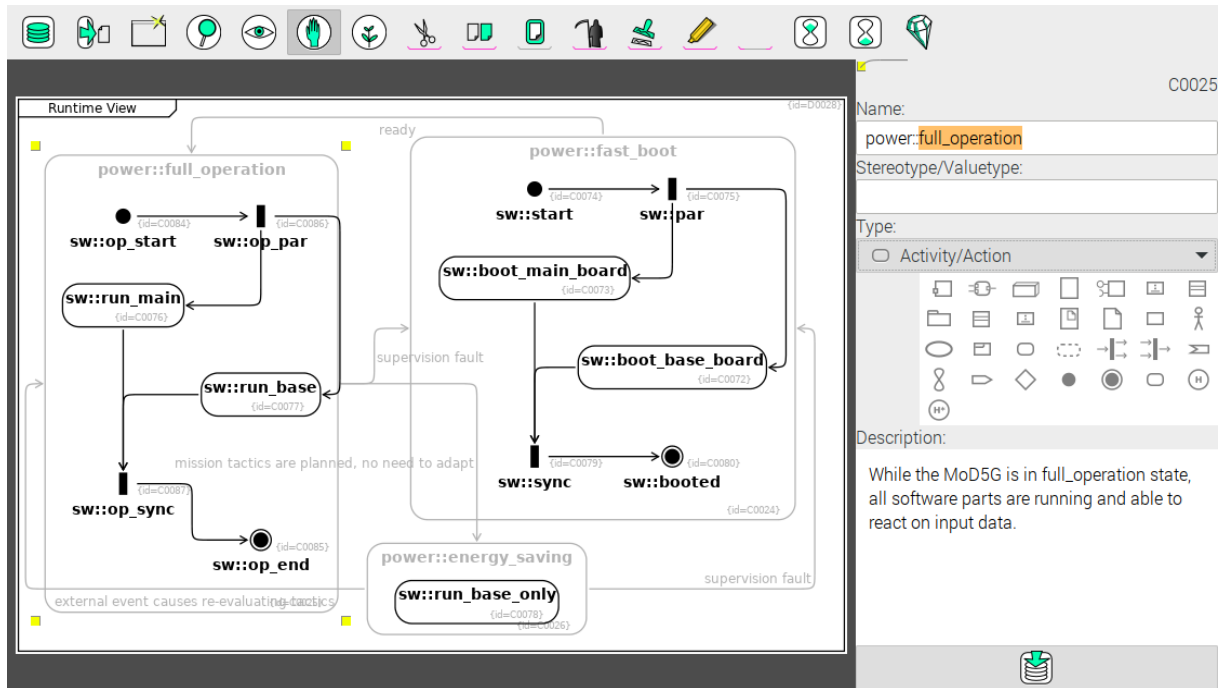 Runtime View
{id=D0028}
ready
power::full_operation
sw::op_start
{id=C0084}
sw::op_par
{id=C0086}
sw::run_main
{id=C0076}
sw::run_base
{id=C0077}
mission tactics are planned, no need to adapt
sw::op_sync
{id=C0087}
sw::op_end
{id=C0085}
external event causes re-evaluating tactics
supervision fault
power::fast_boot
sw::start
{id=C0074}
sw::par
{id=C0075}
sw::boot_main_board
{id=C0073}
sw::boot_base_board
{id=C0072}
sw::sync
{id=C0079}
sw::booted
{id=C0080}
{id=C0024}
power::energy_saving
sw::run_base_only
{id=C0078}
{id=C0026}
supervision fault
C0025
Name:
power::full_operation
Stereotype/Valuetype:
Type:
Activity/Action
H
H*
Description:
While the MoD5G is in full_operation state,
all software parts are running and able to
react on input data.